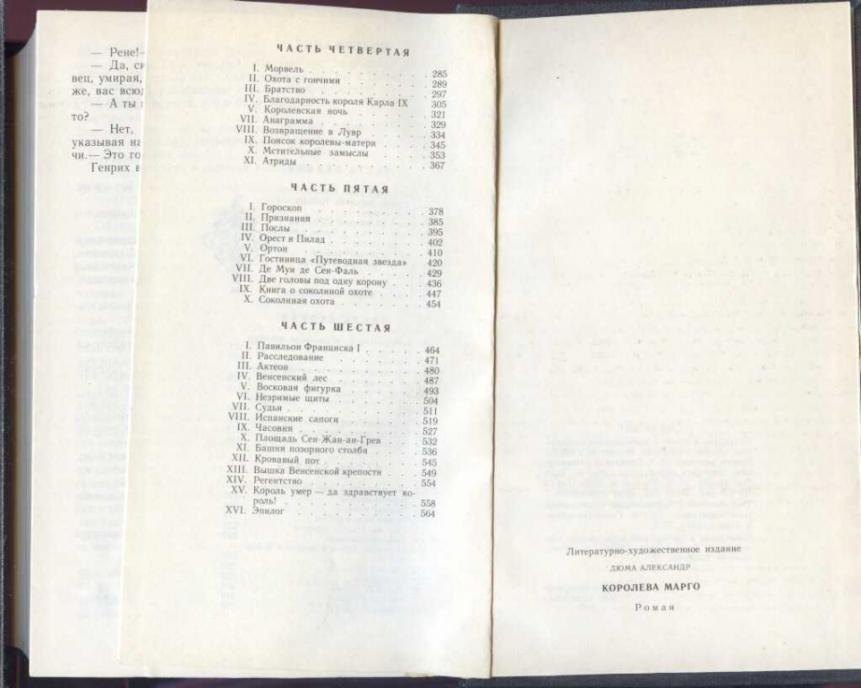 — Рене!
— Да, с
вец, умирая,
же, вас всюд
— А ты
то?
— Нет,
указывая на
чи.— Это го
Генрих в
ЧАСТЬ ЧЕТВЕРТАЯ
I. Морвель . . . . . . . . 285
II. Охота с гончими . . . . . . 289
III. Братство . . . . . . . . 297
IV. Благодарность короля Карла IX 305
V. Королевская ночь . . . . . . 321
VII. Анаграмма . . . . . . . . 329
VIII. Возвращение в Лувр . . . . . 334
IX. Поясок королевы-матери . . . . 345
X. Мстительные замыслы . . . . . 353
XI. Атриды . . . . . . . . 367
ЧАСТЬ ПЯТАЯ
I. Гороскоп . . . . . . . . 378
II. Признания . . . . . . . . 385
III. Послы . . . . . . . . 395
IV. Орест и Пилад . . . . . . . 402
V. Ортон . . . . . . . . 410
VI. Гостиница «Путеводная звезда» 420
VII. Де Муи де Сен-Фаль . . . . . 429
VIII. Две головы под одну корону . . . 436
IX. Книга о соколиной охоте . . . . 447
X. Соколиная охота . . . . . . 454
ЧАСТЬ ШЕСТАЯ
I. Павильон Франциска I . . . . . 464
II. Расследование . . . . . . . 471
III. Актеон . . . . . . . . 480
IV. Венсенский лес . . . . . . . 487
V. Восковая фигурка . . . . . . 493
VI. Незримые щиты . . . . . . . 504
VII. Судьи . . . . . . . . 511
VIII. Испанские сапоги . . . . . . 519
IX. Часовня . . . . . . . . 527
X. Площадь Сен-Жан-ан-Грев . . . 532
XI. Башня позорного столба . . . . 536
XII. Кровавый пот . . . . . . . 545
XIII. Вышка Венсенской крепости . . . 549
XIV. Регентство . . . . . . . . 554
XV. Король умер — да здравствует ко-
роль! . . . . . . . . 558
XVI. Эпилог . . . . . . . . 564
Литературно-художественное издание
ДЮМА АЛЕКСАНДР
КОРОЛЕВА МАРГО
Роман